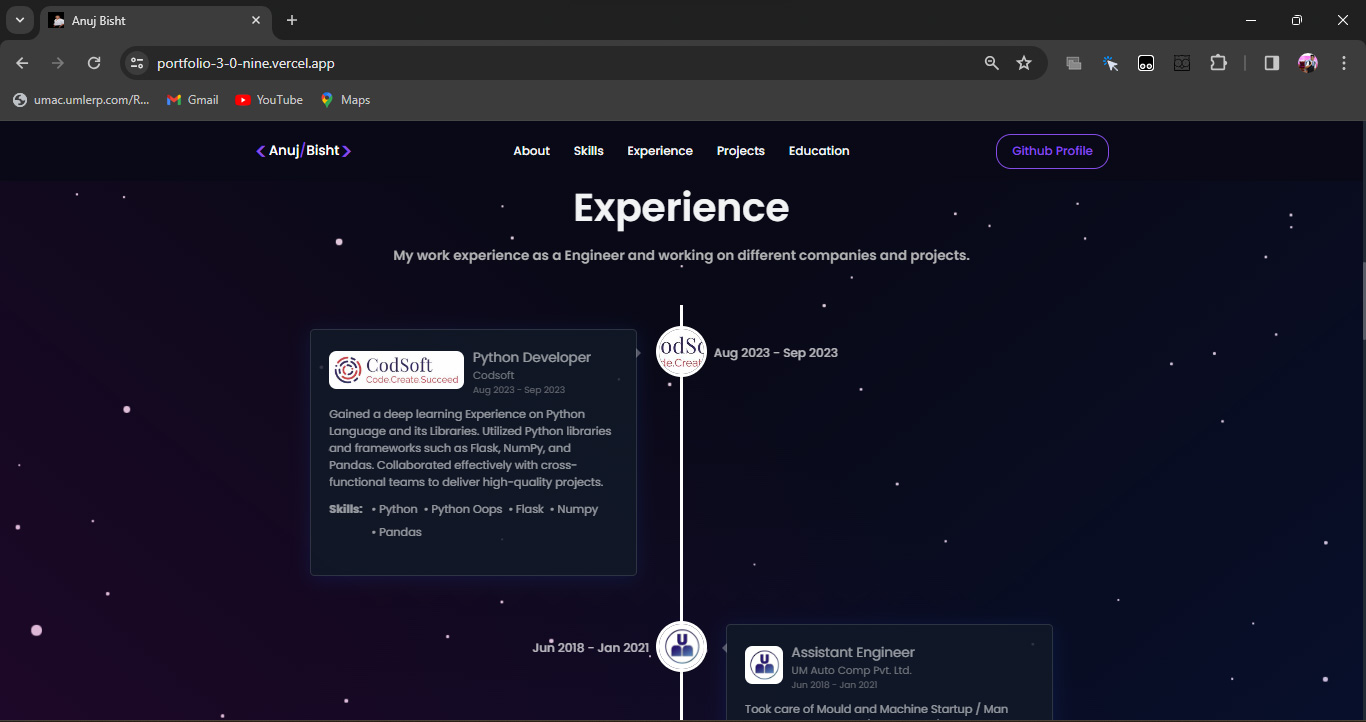 Anuj Bisht
portfolio-3-0-nine.vercel.app
umac.umlerp.com/R... Gmail YouTube Maps
<Anuj/Bisht> About Skills Experience Projects Education Github Profile
Experience
My work experience as a Engineer and working on different companies and projects.
CodSoft
Code.Create.Succeed
Python Developer
Codsoft
Aug 2023 - Sep 2023
odSo
de.Creat
Aug 2023 - Sep 2023
Gained a deep learning Experience on Python
Language and its Libraries. Utilized Python libraries
and frameworks such as Flask, NumPy, and
Pandas. Collaborated effectively with cross-
functional teams to deliver high-quality projects.
Skills: • Python • Python Oops • Flask • Numpy
• Pandas
Jun 2018 - Jan 2021
U
U
Assistant Engineer
UM Auto Comp Pvt. Ltd.
Jun 2018 - Jan 2021
Took care of Mould and Machine Startup / Man